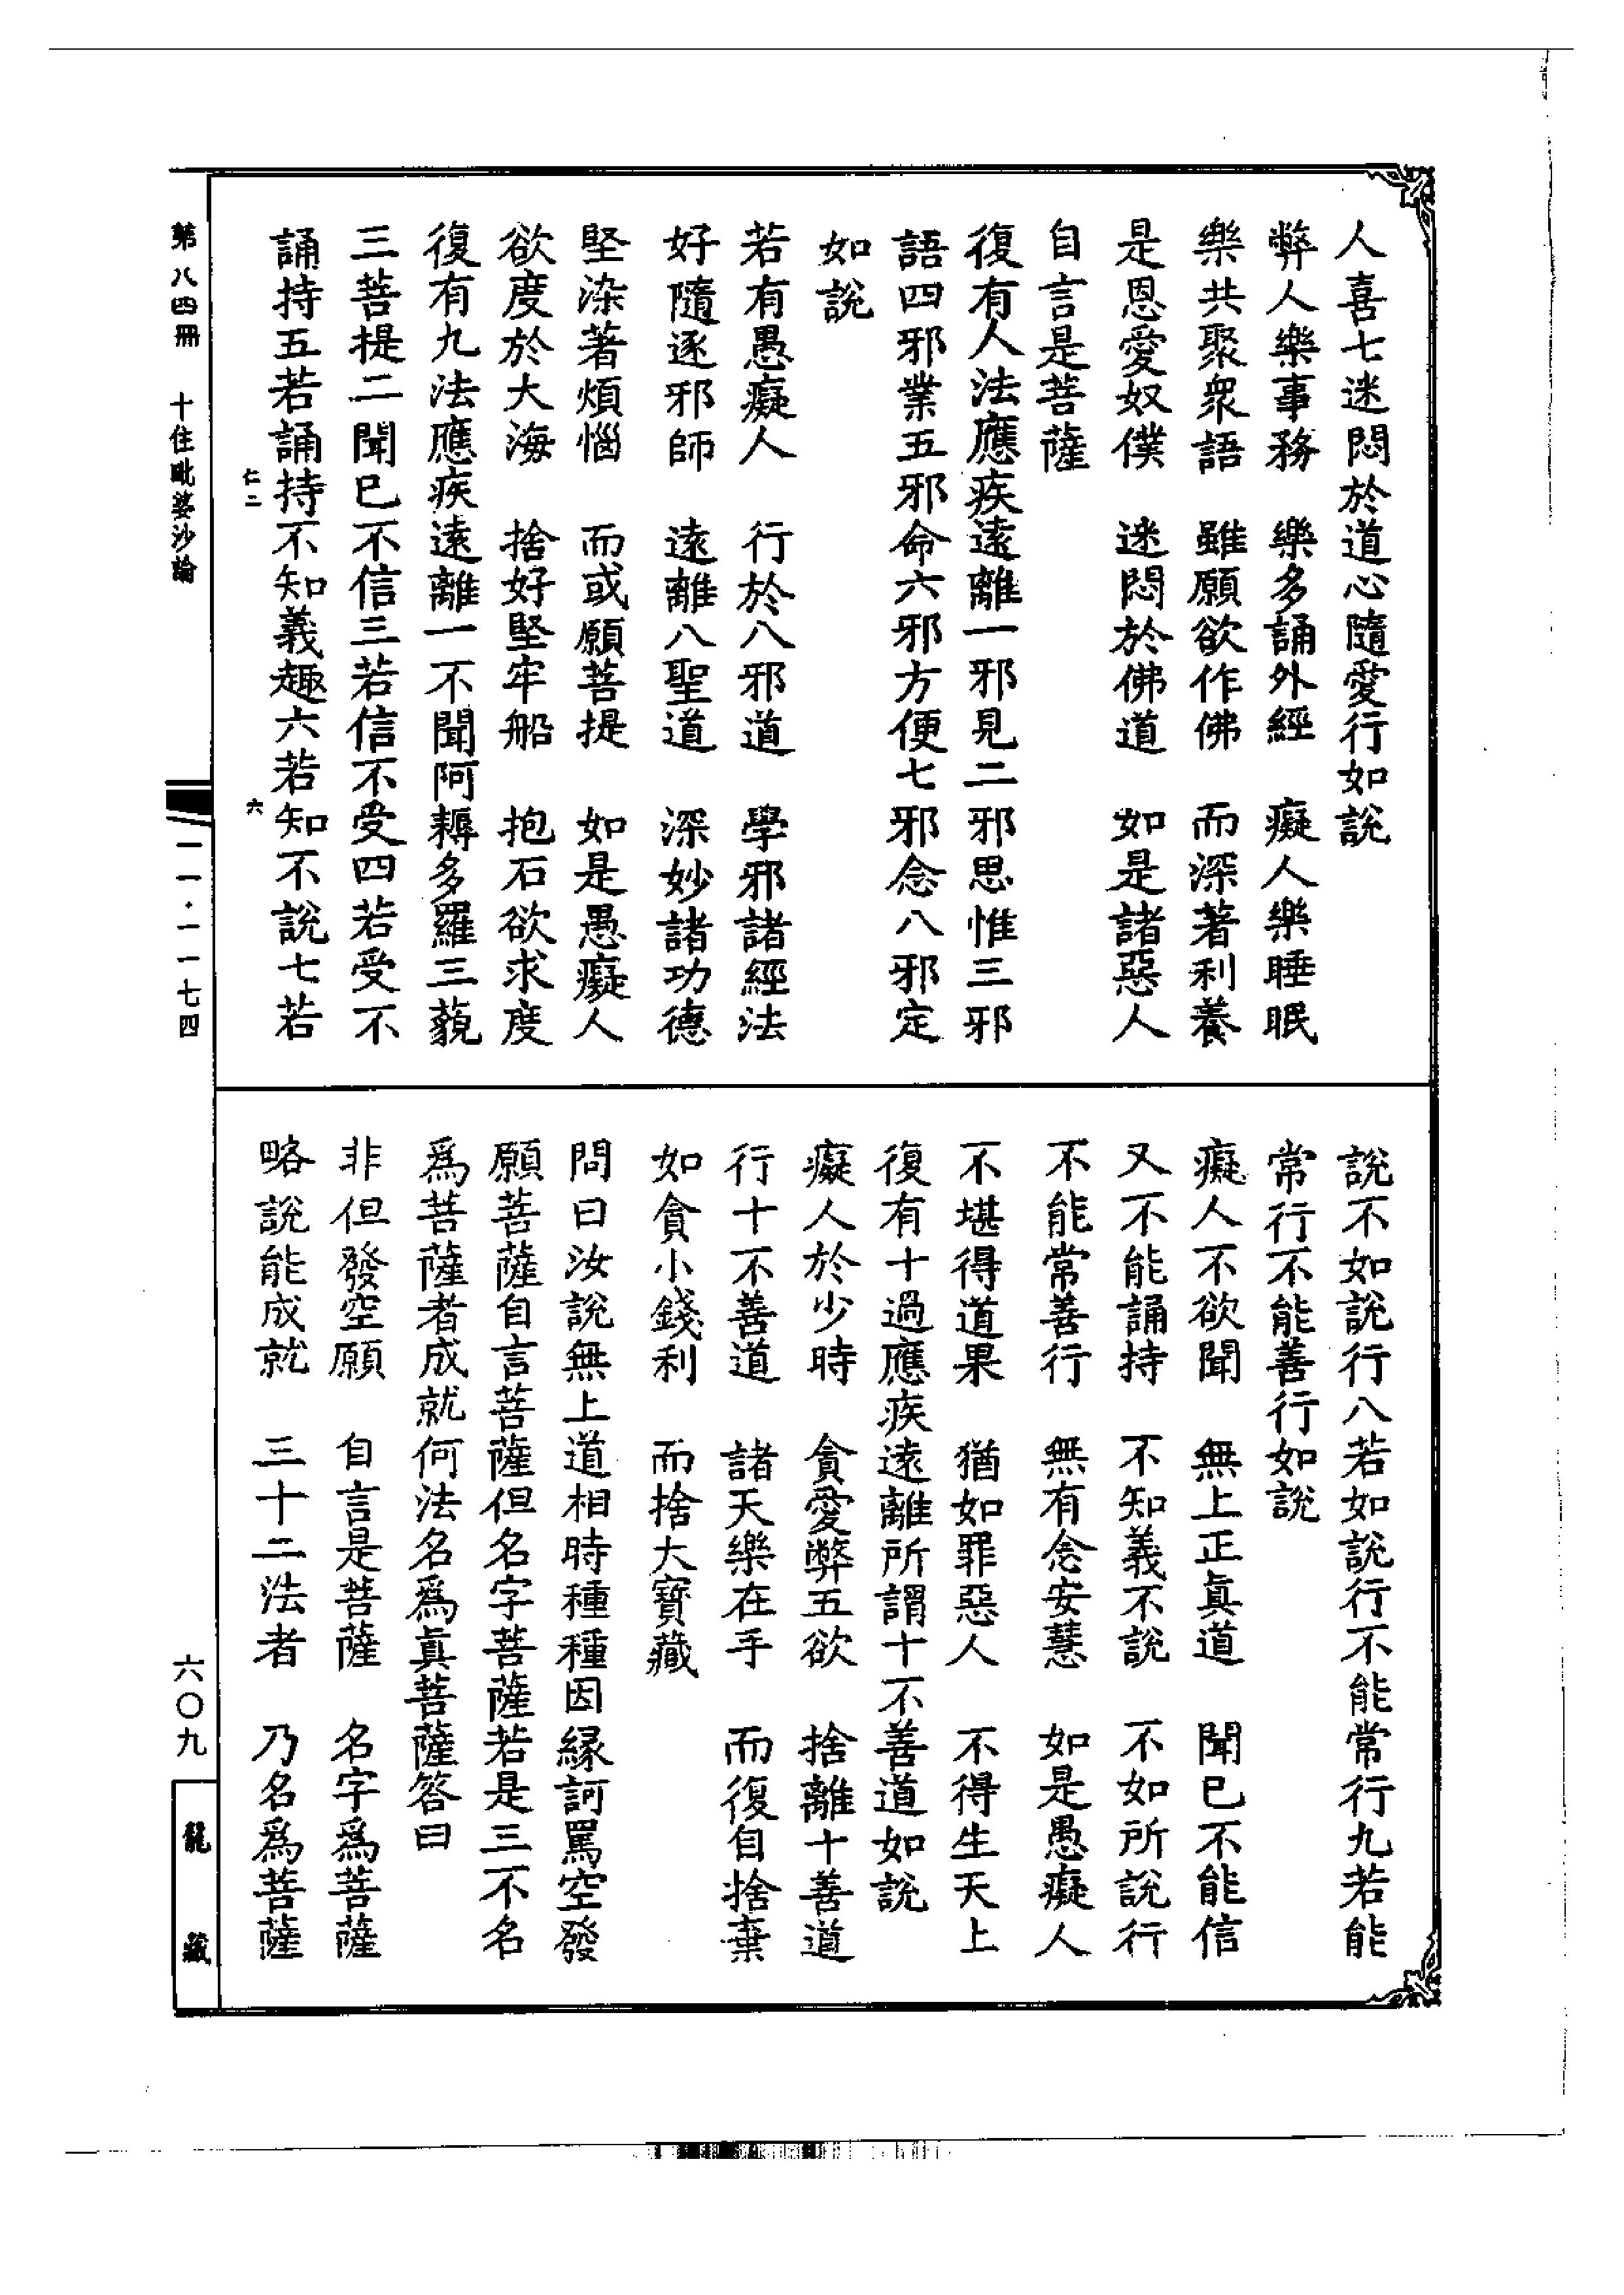 人喜七迷悶於道心隨愛行如說
弊人樂事務　樂多誦外經　癡人樂睡眠
樂共聚衆語　雖願欲作佛　而深著利養
是恩愛奴僕　迷悶於佛道　如是諸惡人
自言是菩薩
復有人法應疾遠離一邪見二邪思惟三邪
語四邪業五邪命六邪方便七邪念八邪定
如說
若有愚癡人　行於八邪道　學邪諸經法
好隨逐邪師　遠離八聖道　深妙諸功德
堅染著煩惱　而或願菩提　如是愚癡人
欲度於大海　捨好堅牢船　抱石欲求度
復有九法應疾遠離一不聞阿耨多羅三藐
三菩提二聞已不信三若信不受四若受不
誦持五若誦持不知義趣六若知不說七若
說不如說行八若如說行不能常行九若能
常行不能善行如說
癡人不欲聞　無上正眞道　聞已不能信
又不能誦持　不知義不說　不如所說行
不能常善行　無有念安慧　如是愚癡人
不堪得道果　猶如罪惡人　不得生天上
復有十過應疾遠離所謂十不善道如說
癡人於少時　貪愛弊五欲　捨離十善道
行十不善道　諸天樂在手　而復自捨棄
如貪小錢利　而捨大寶藏
問曰汝說無上道相時種種因緣訶罵空發
願菩薩自言菩薩但名字菩薩若是三不名
爲菩薩者成就何法名爲眞菩薩答曰
非但發空願　自言是菩薩　名字爲菩薩
略說能成就　三十二法者　乃名爲菩薩
仁二
六
第八四冊　十住毗婆沙論
一一·一一七四
六〇九
龍藏